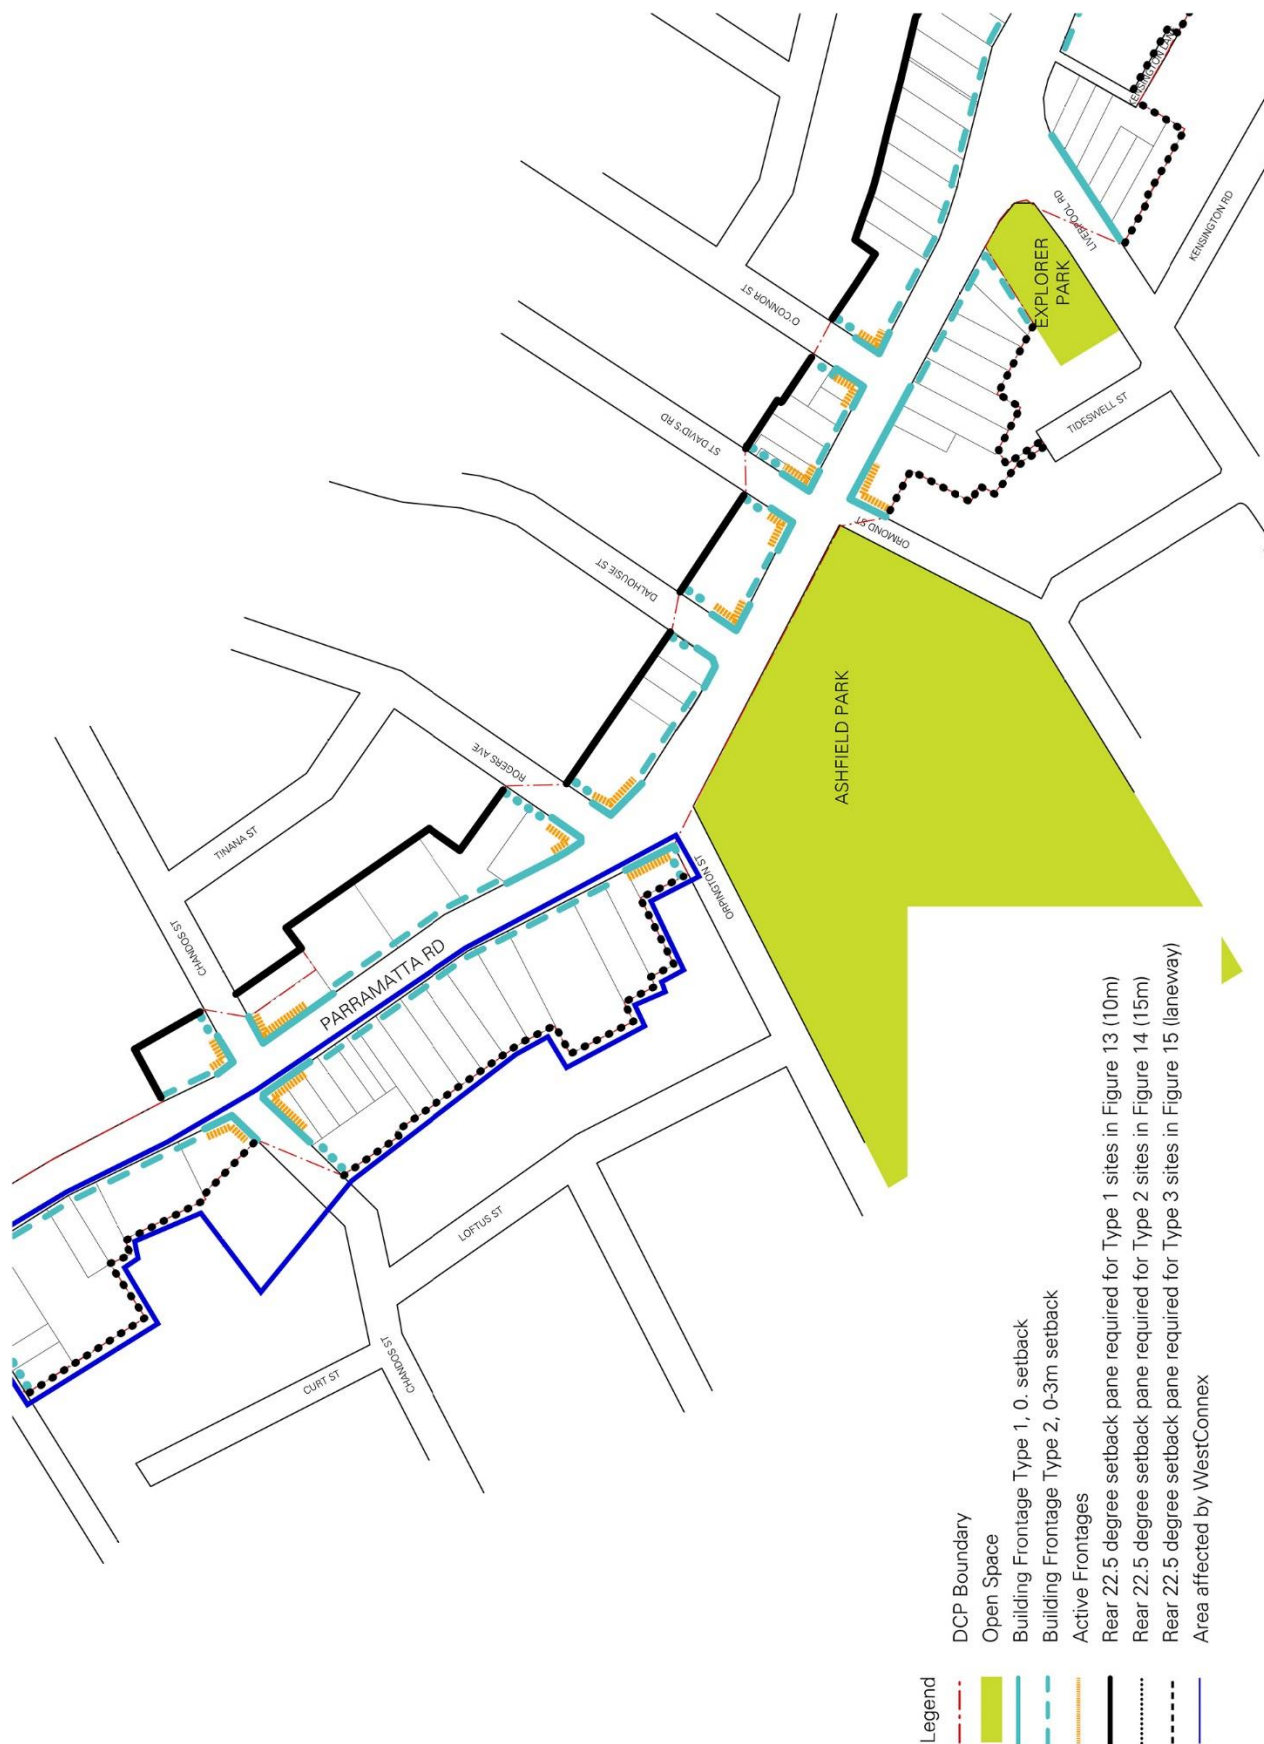 KENSINGTON LANE
LIVERPOOL RD
KENSINGTON RD
EXPLORER
PARK
O'CONNOR ST
TIDESWELL ST
ST DAVID'S RD
ORMOND ST
DALHOUSIE ST
ASHFIELD PARK
ROGERS AVE
TINANA ST
ORPINGTON ST
CHANDOS ST
PARRAMATTA RD
LOFTUS ST
CURT ST
CHANDOS ST
Legend
DCP Boundary
Open Space
Building Frontage Type 1, 0. setback
Building Frontage Type 2, 0-3m setback
Active Frontages
Rear 22.5 degree setback pane required for Type 1 sites in Figure 13 (10m)
Rear 22.5 degree setback pane required for Type 2 sites in Figure 14 (15m)
Rear 22.5 degree setback pane required for Type 3 sites in Figure 15 (laneway)
Area affected by WestConnex